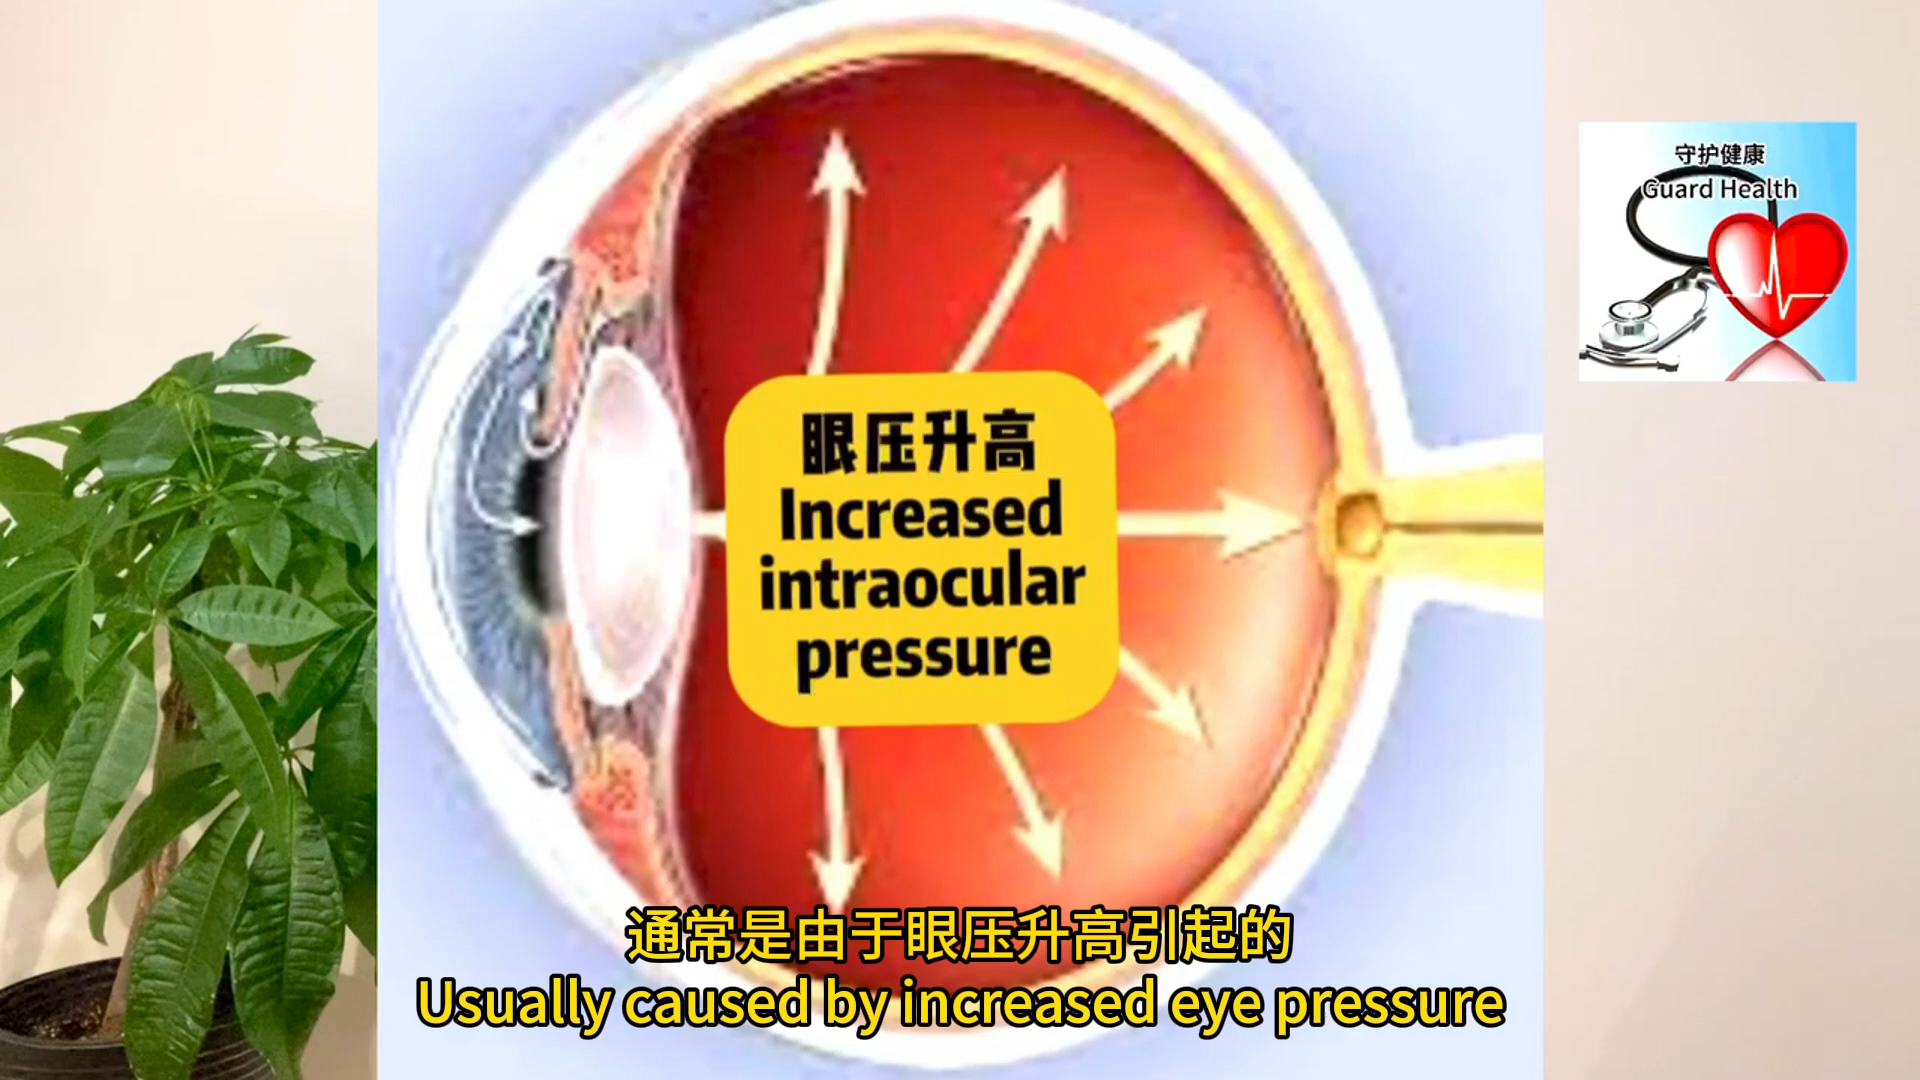 守护健康
Guard Health
眼压升高
Increased
intraocular
pressure
通常是由于眼压升高引起的
Usually caused by increased eye pressure